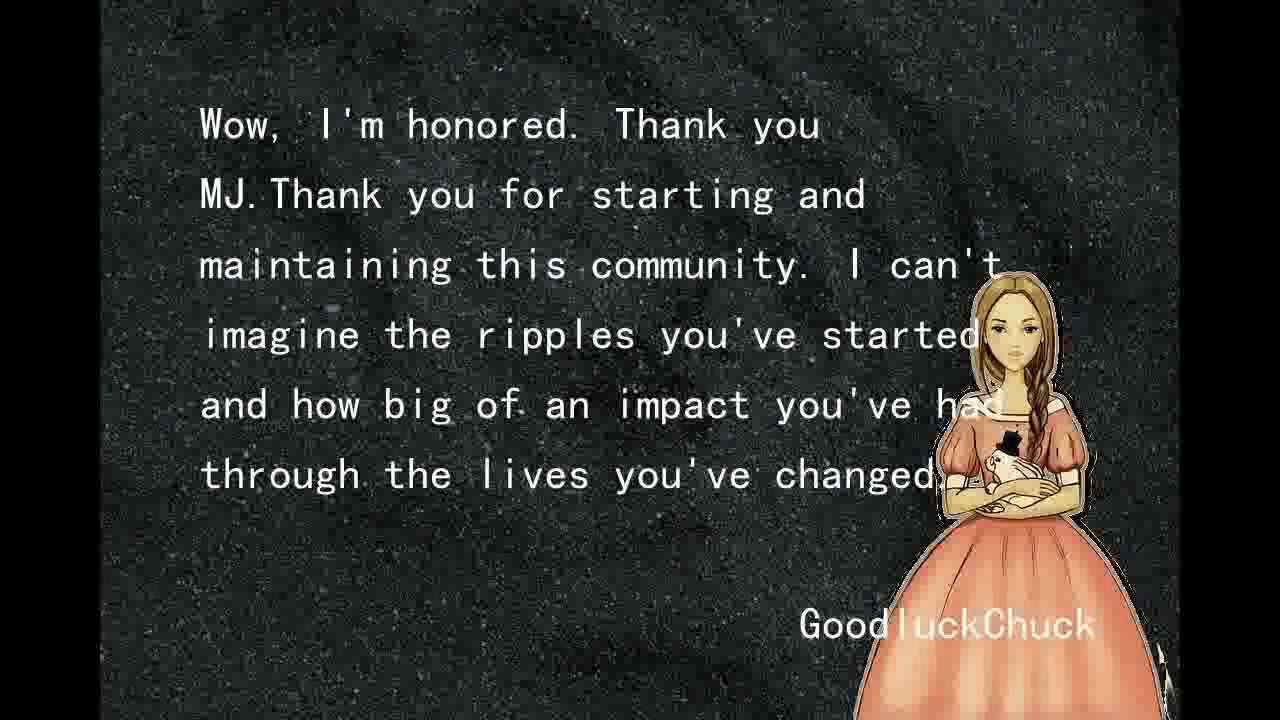 Wow, I'm honored. Thank you
MJ.Thank you for starting and
maintaining this community. I can't
imagine the ripples you've started
and how big of an impact you've had
through the lives you've changed.
GoodluckChuck